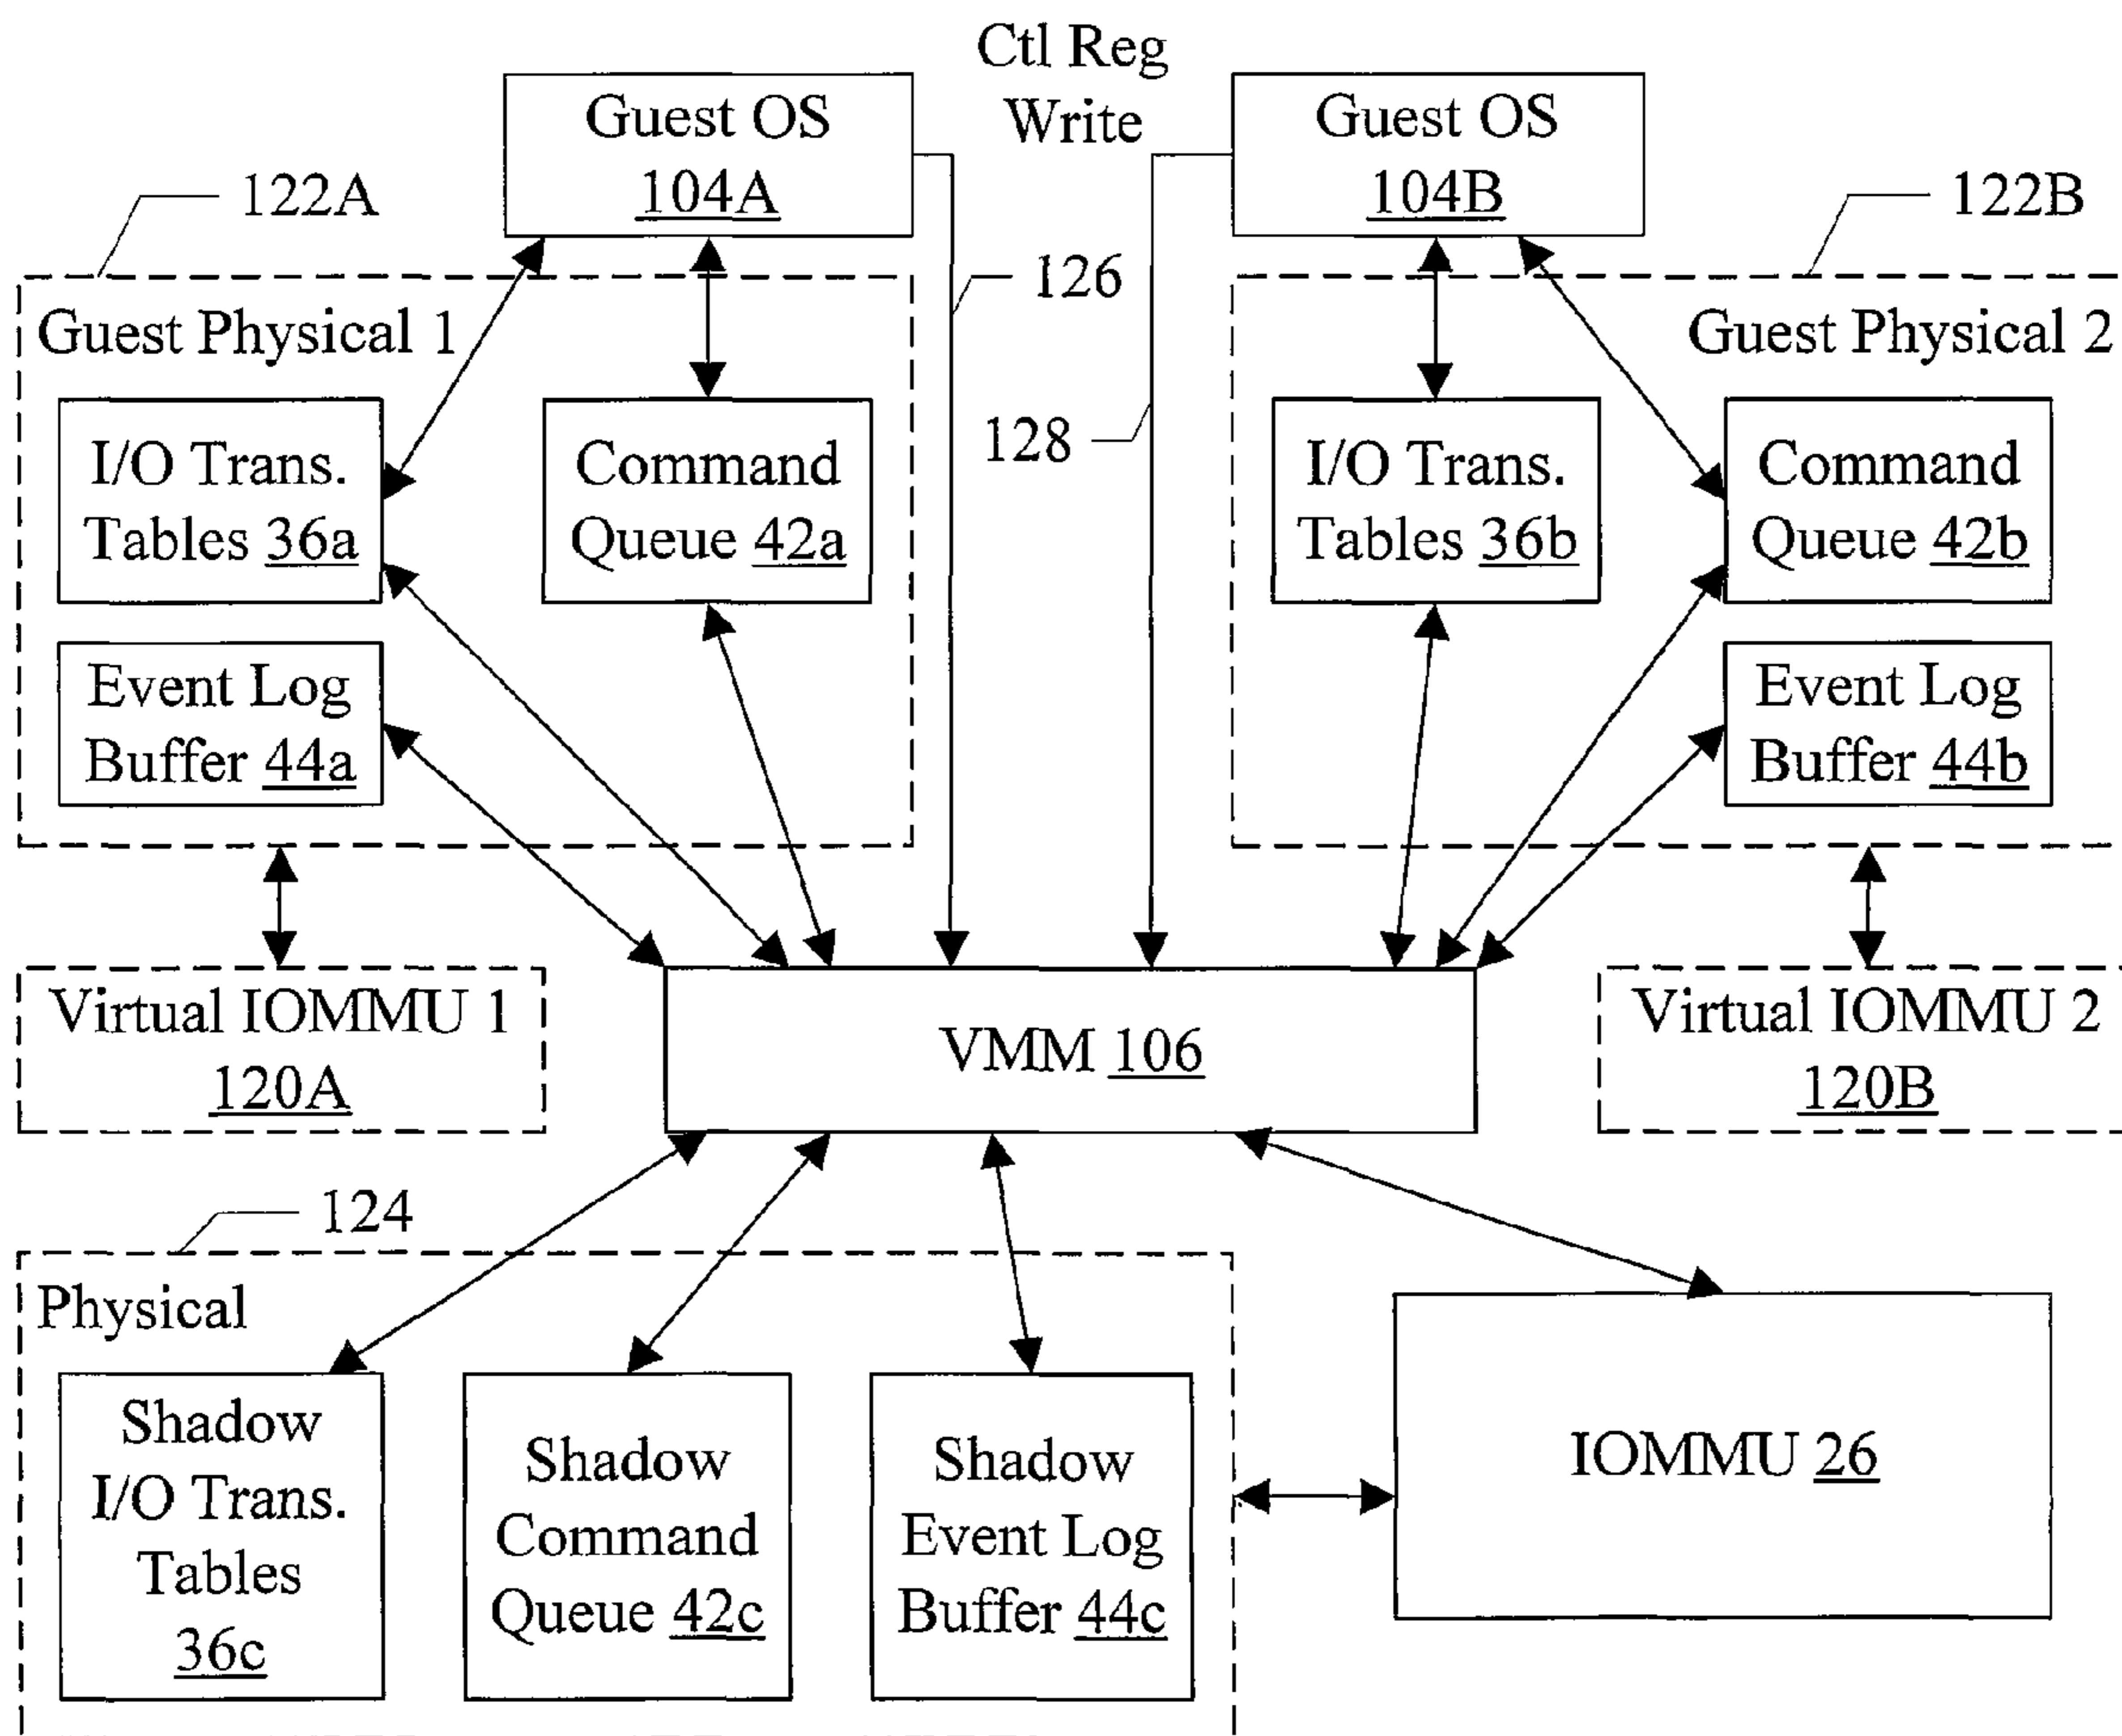 Ctl Reg
Write
Guest OS
104A
Guest OS
104B
122A
122B
126
128
Guest Physical 1
I/O Trans.
Tables 36a
Command
Queue 42a
Event Log
Buffer 44a
Guest Physical 2
I/O Trans.
Tables 36b
Command
Queue 42b
Event Log
Buffer 44b
Virtual IOMMU 1
120A
VMM 106
Virtual IOMMU 2
120B
124
Physical
Shadow
I/O Trans.
Tables
36c
Shadow
Command
Queue 42c
Shadow
Event Log
Buffer 44c
IOMMU 26